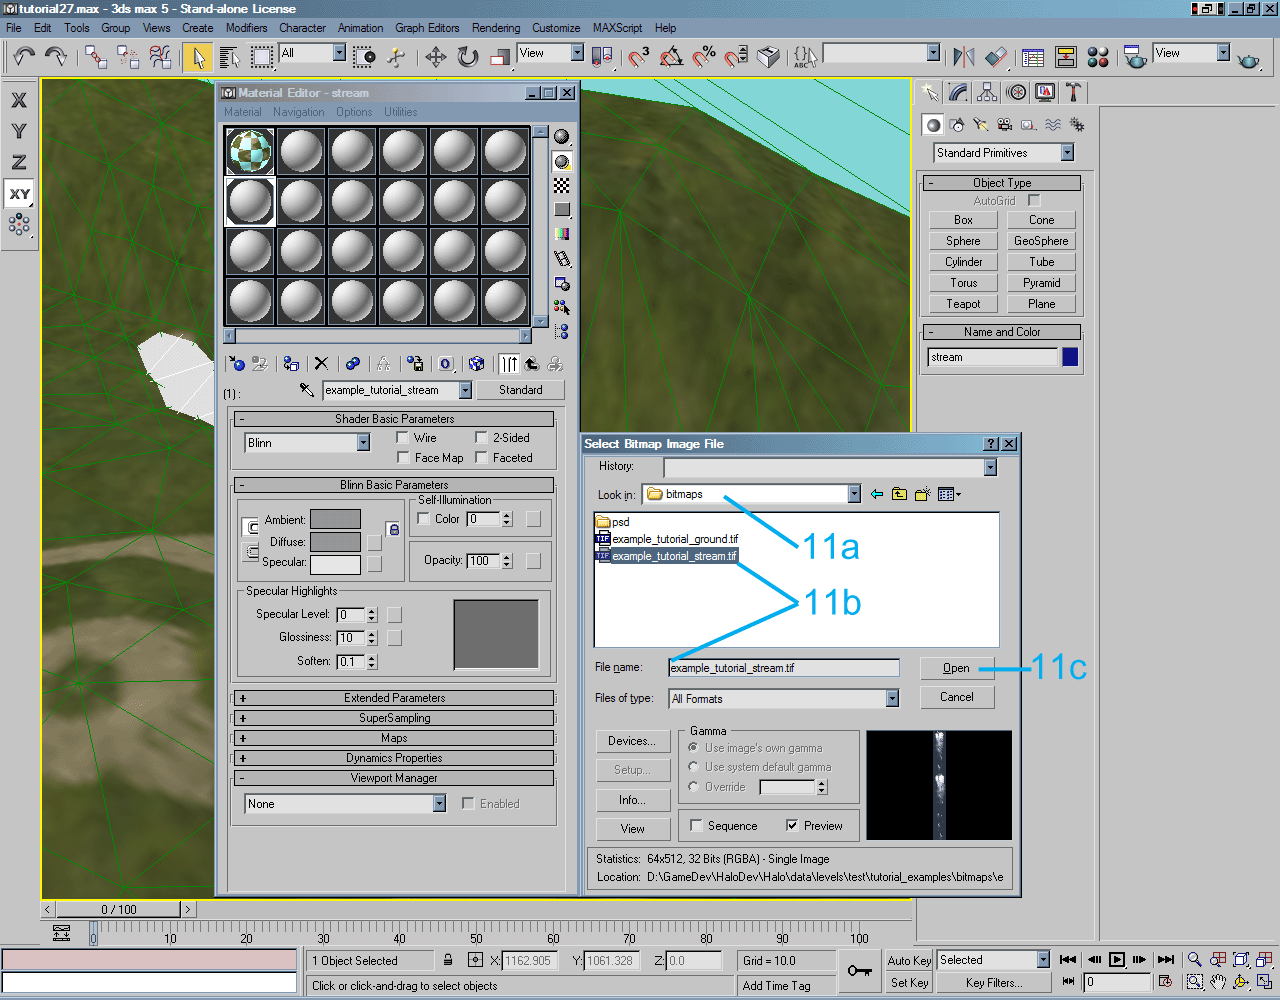 tutorial27.max - 3ds max 5 - Stand-alone License
File Edit Tools Group Views Create Modifiers Character Animation Graph Editors Rendering Customize MAXScript Help
All View View
X
Y
Z
XY
Material Editor - stream
Material Navigation Options Utilities
(1) : example_tutorial_stream Standard
Shader Basic Parameters
Blinn Wire 2-Sided
Face Map Faceted
Blinn Basic Parameters
Self-Illumination
Ambient: Color 0
Diffuse:
Specular: Opacity: 100
Specular Highlights
Specular Level: 0
Glossiness: 10
Soften: 0.1
Extended Parameters
SuperSampling
Maps
Dynamics Properties
Viewport Manager
None Enabled
Select Bitmap Image File
History:
Look in: bitmaps
psd
example_tutorial_ground.tif
example_tutorial_stream.tif
11a
11b
File name: example_tutorial_stream.tif Open
11c
Files of type: All Formats Cancel
Devices...
Setup...
Info...
View
Gamma
Use image's own gamma
Use system default gamma
Override
Sequence Preview
Statistics: 64x512, 32 Bits (RGBA) - Single Image
Location: D:\GameDev\HaloDev\Halo\data\levels\test\tutorial_examples\bitmaps\e
Standard Primitives
Object Type
AutoGrid
Box Cone
Sphere GeoSphere
Cylinder Tube
Torus Pyramid
Teapot Plane
Name and Color
stream
0 / 100
0 10 20 30 40 50 60 70 80 90 100
1 Object Selected X: 1162.905 Y: 1061.328 Z: 0.0 Grid = 10.0 Auto Key Selected
Click or click-and-drag to select objects Add Time Tag Set Key Key Filters... 0